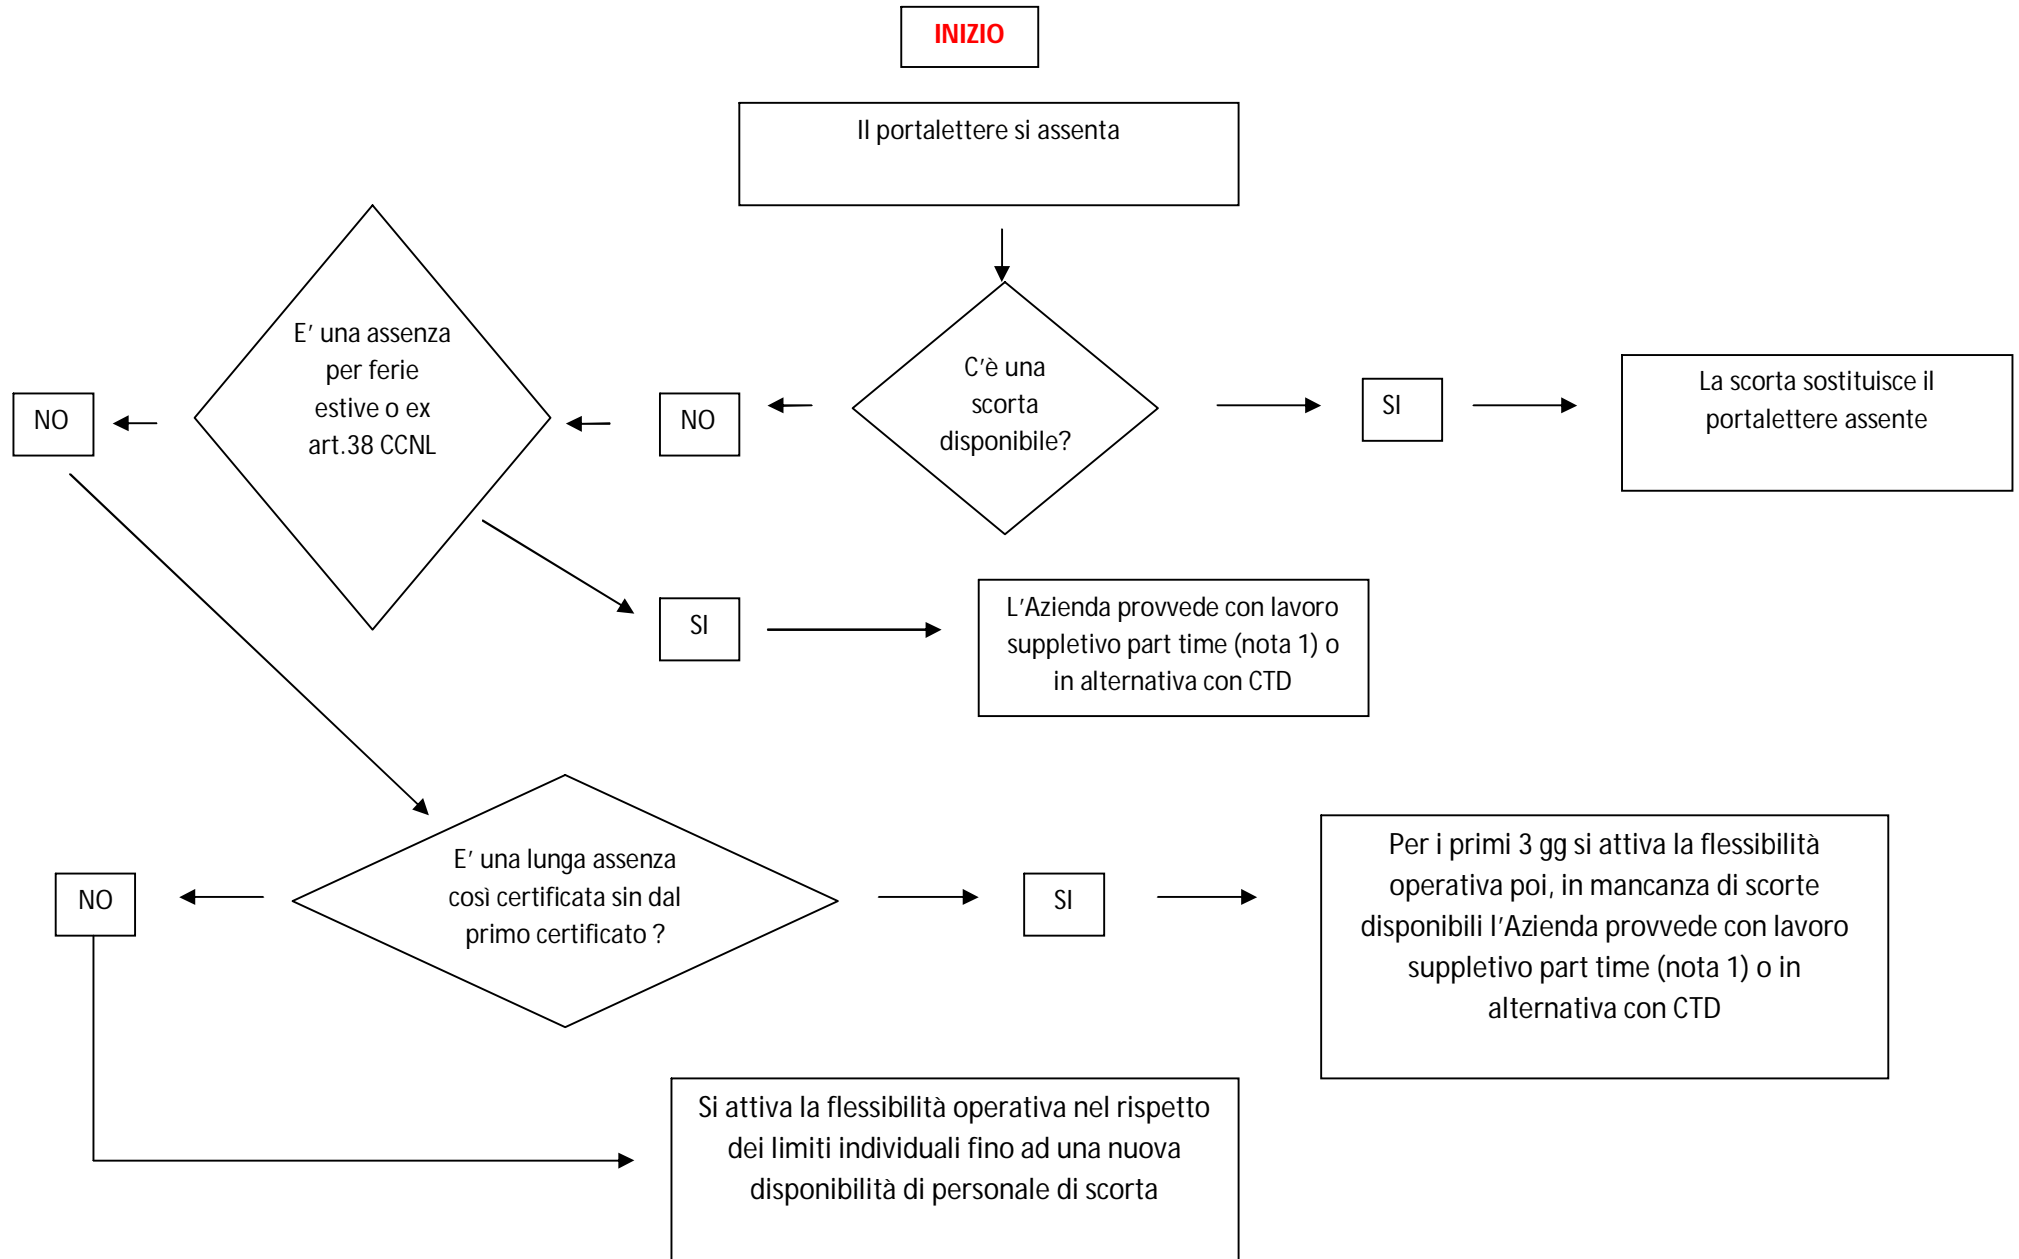 INIZIO
Il portalettere si assenta
E' una assenza
per ferie
estive o ex
art.38 CCNL
C'è una
scorta
disponibile?
La scorta sostituisce il
portalettere assente
NO
NO
SI
SI
L'Azienda provvede con lavoro
suppletivo part time (nota 1) o
in alternativa con CTD
E' una lunga assenza
così certificata sin dal
primo certificato ?
NO
SI
Per i primi 3 gg si attiva la flessibilità
operativa poi, in mancanza di scorte
disponibili l'Azienda provvede con lavoro
suppletivo part time (nota 1) o in
alternativa con CTD
Si attiva la flessibilità operativa nel rispetto
dei limiti individuali fino ad una nuova
disponibilità di personale di scorta